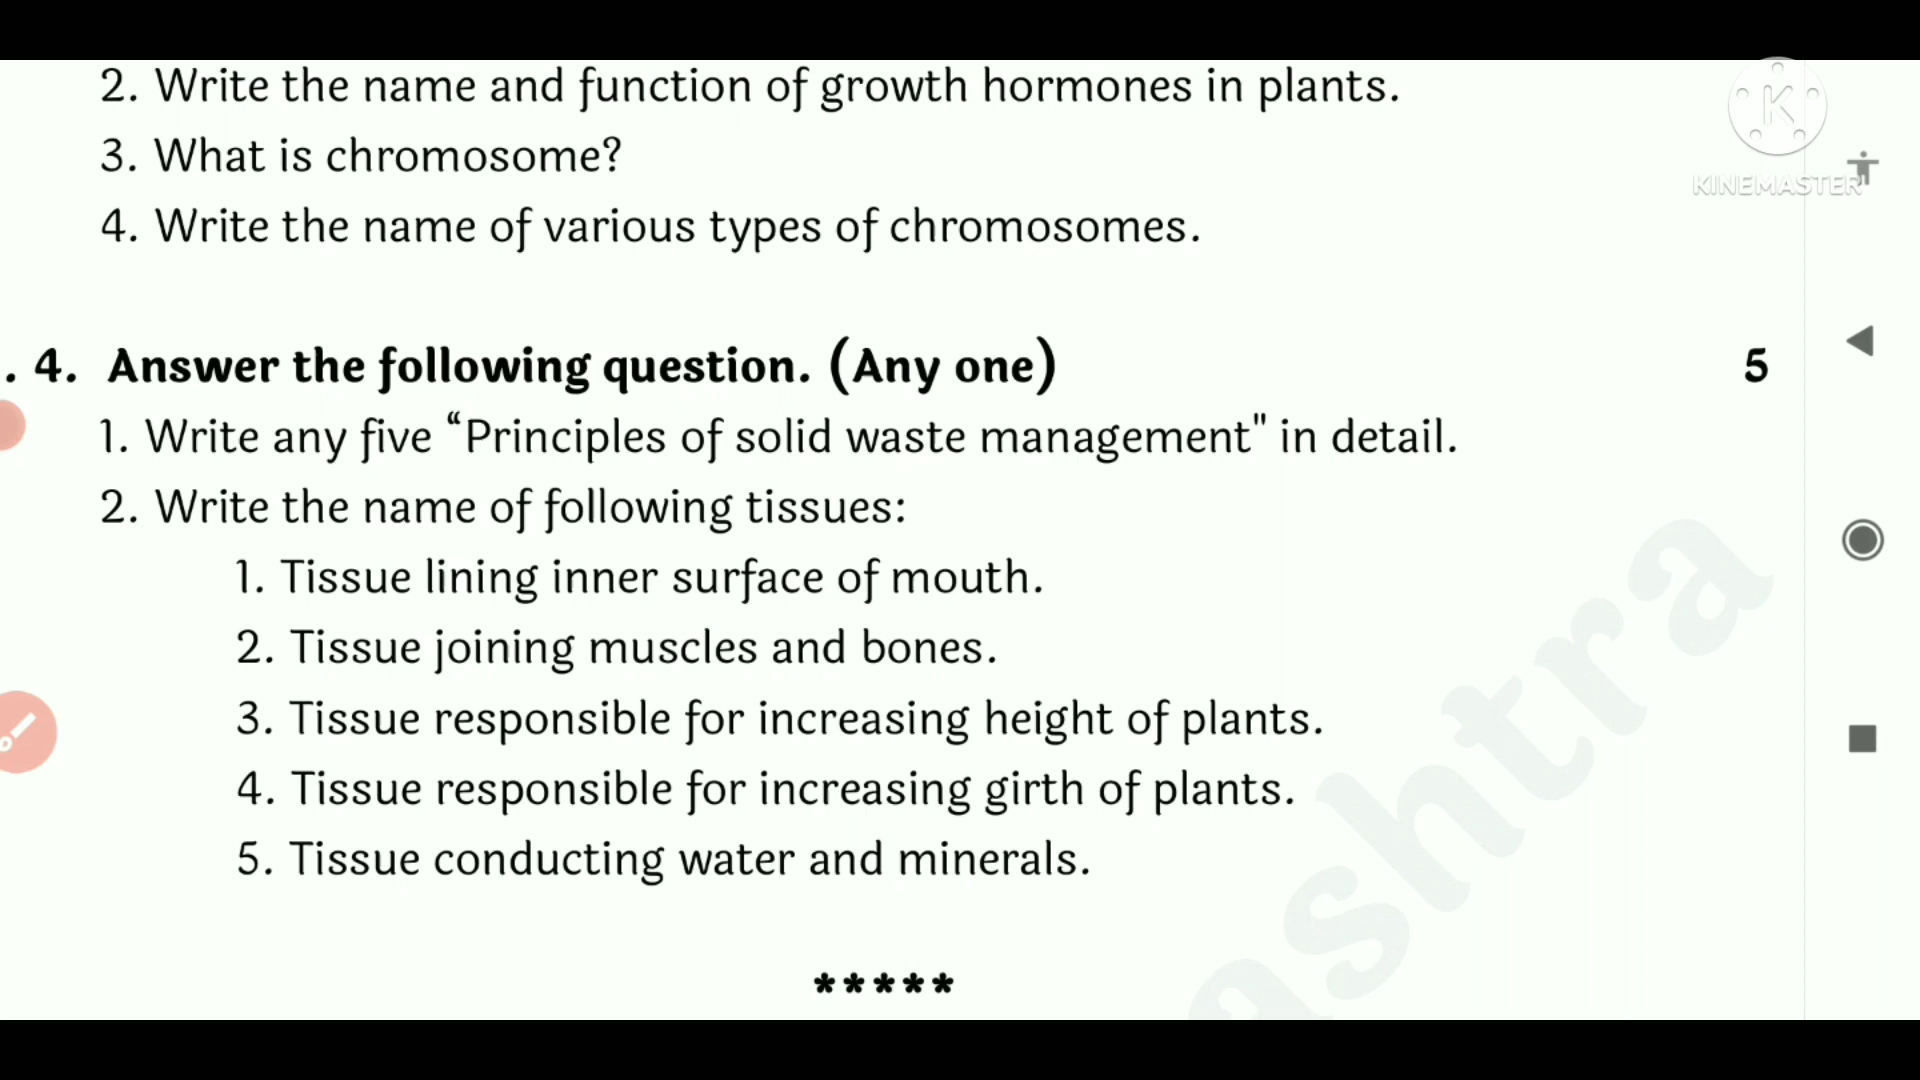 2. Write the name and function of growth hormones in plants.
3. What is chromosome?
4. Write the name of various types of chromosomes.
. 4. Answer the following question. (Any one) 5
1. Write any five “Principles of solid waste management" in detail.
2. Write the name of following tissues:
1. Tissue lining inner surface of mouth.
2. Tissue joining muscles and bones.
3. Tissue responsible for increasing height of plants.
4. Tissue responsible for increasing girth of plants.
5. Tissue conducting water and minerals.
*****
K
KINEMASTER
ashtra